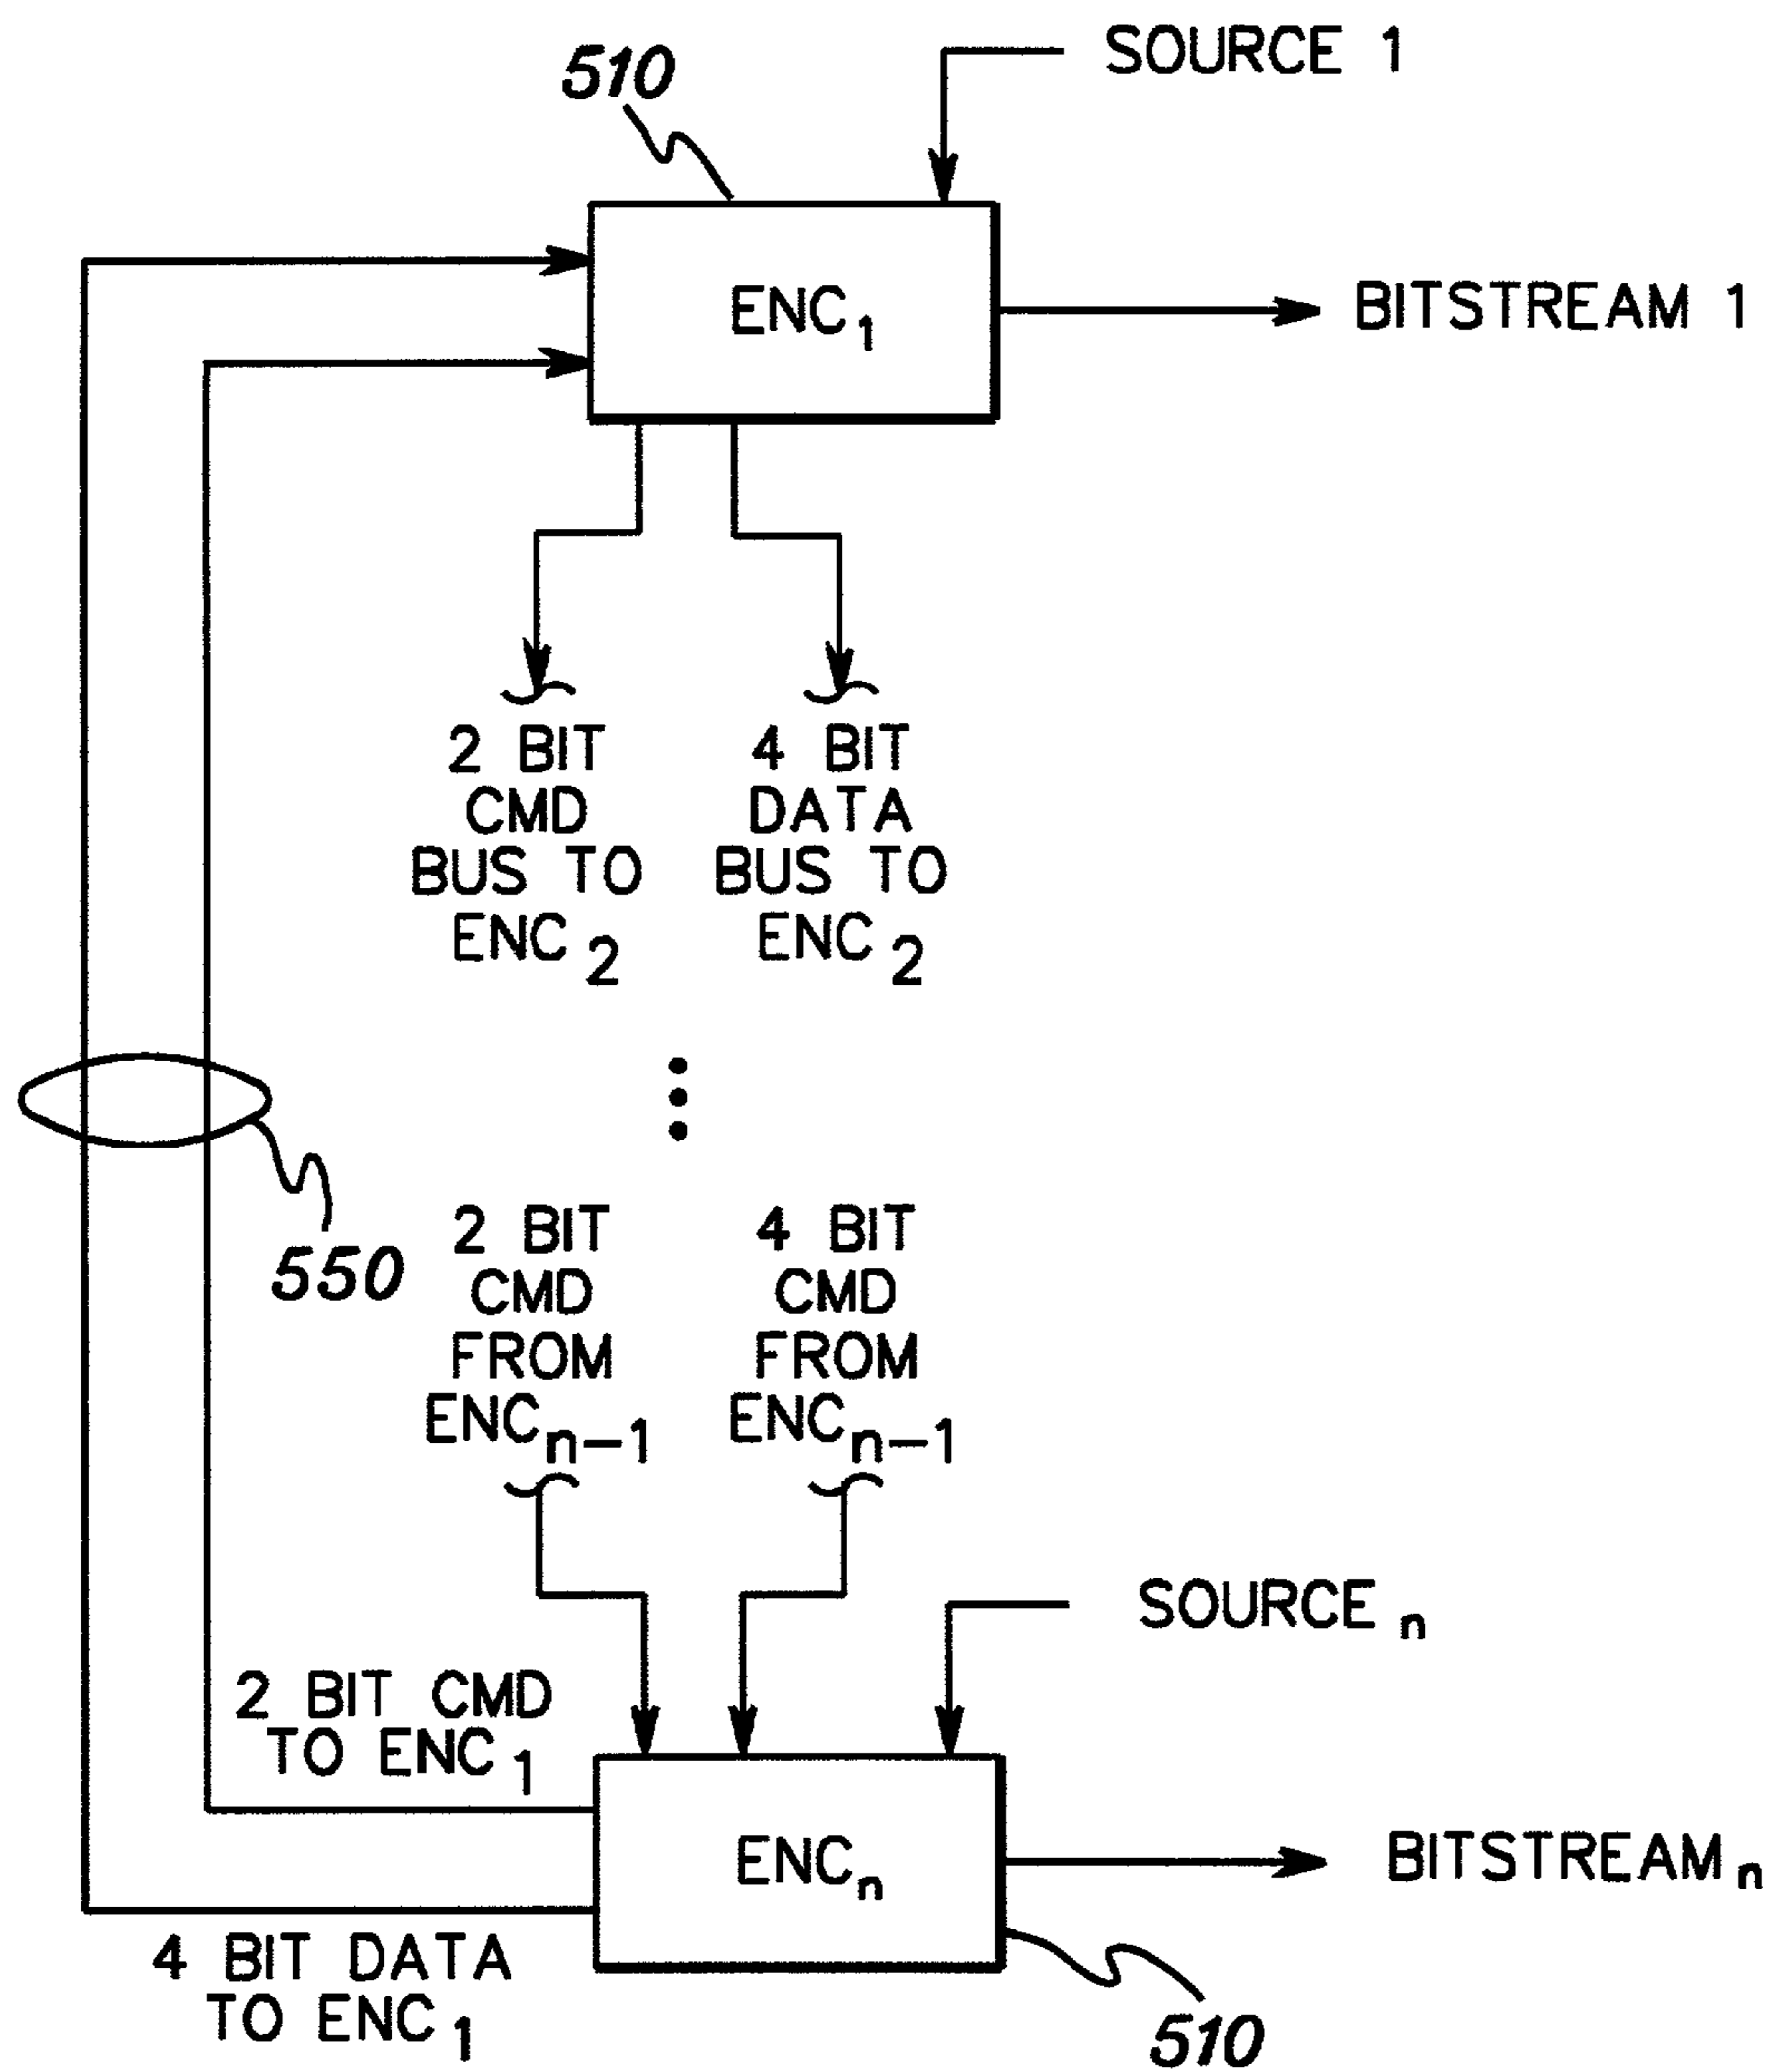 SOURCE 1
510
ENC1
BITSTREAM 1
2 BIT
CMD
BUS TO
ENC2
4 BIT
DATA
BUS TO
ENC2
550
2 BIT
CMD
FROM
ENCn-1
4 BIT
CMD
FROM
ENCn-1
SOURCEn
2 BIT CMD
TO ENC1
ENCn
BITSTREAMn
4 BIT DATA
TO ENC1
510